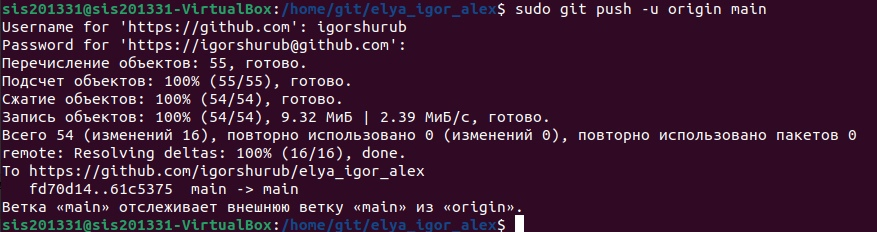 sis201331@sis201331-VirtualBox:/home/git/elya_igor_alex$ sudo git push -u origin main
Username for 'https://github.com': igorshurub
Password for 'https://igorshurub@github.com':
Перечисление объектов: 55, готово.
Подсчет объектов: 100% (55/55), готово.
Сжатие объектов: 100% (54/54), готово.
Запись объектов: 100% (54/54), 9.32 МиБ | 2.39 МиБ/с, готово.
Всего 54 (изменений 16), повторно использовано 0 (изменений 0), повторно использовано пакетов 0
remote: Resolving deltas: 100% (16/16), done.
To https://github.com/igorshurub/elya_igor_alex
   fd70d14..61c5375  main -> main
Ветка «main» отслеживает внешнюю ветку «main» из «origin».
sis201331@sis201331-VirtualBox:/home/git/elya_igor_alex$